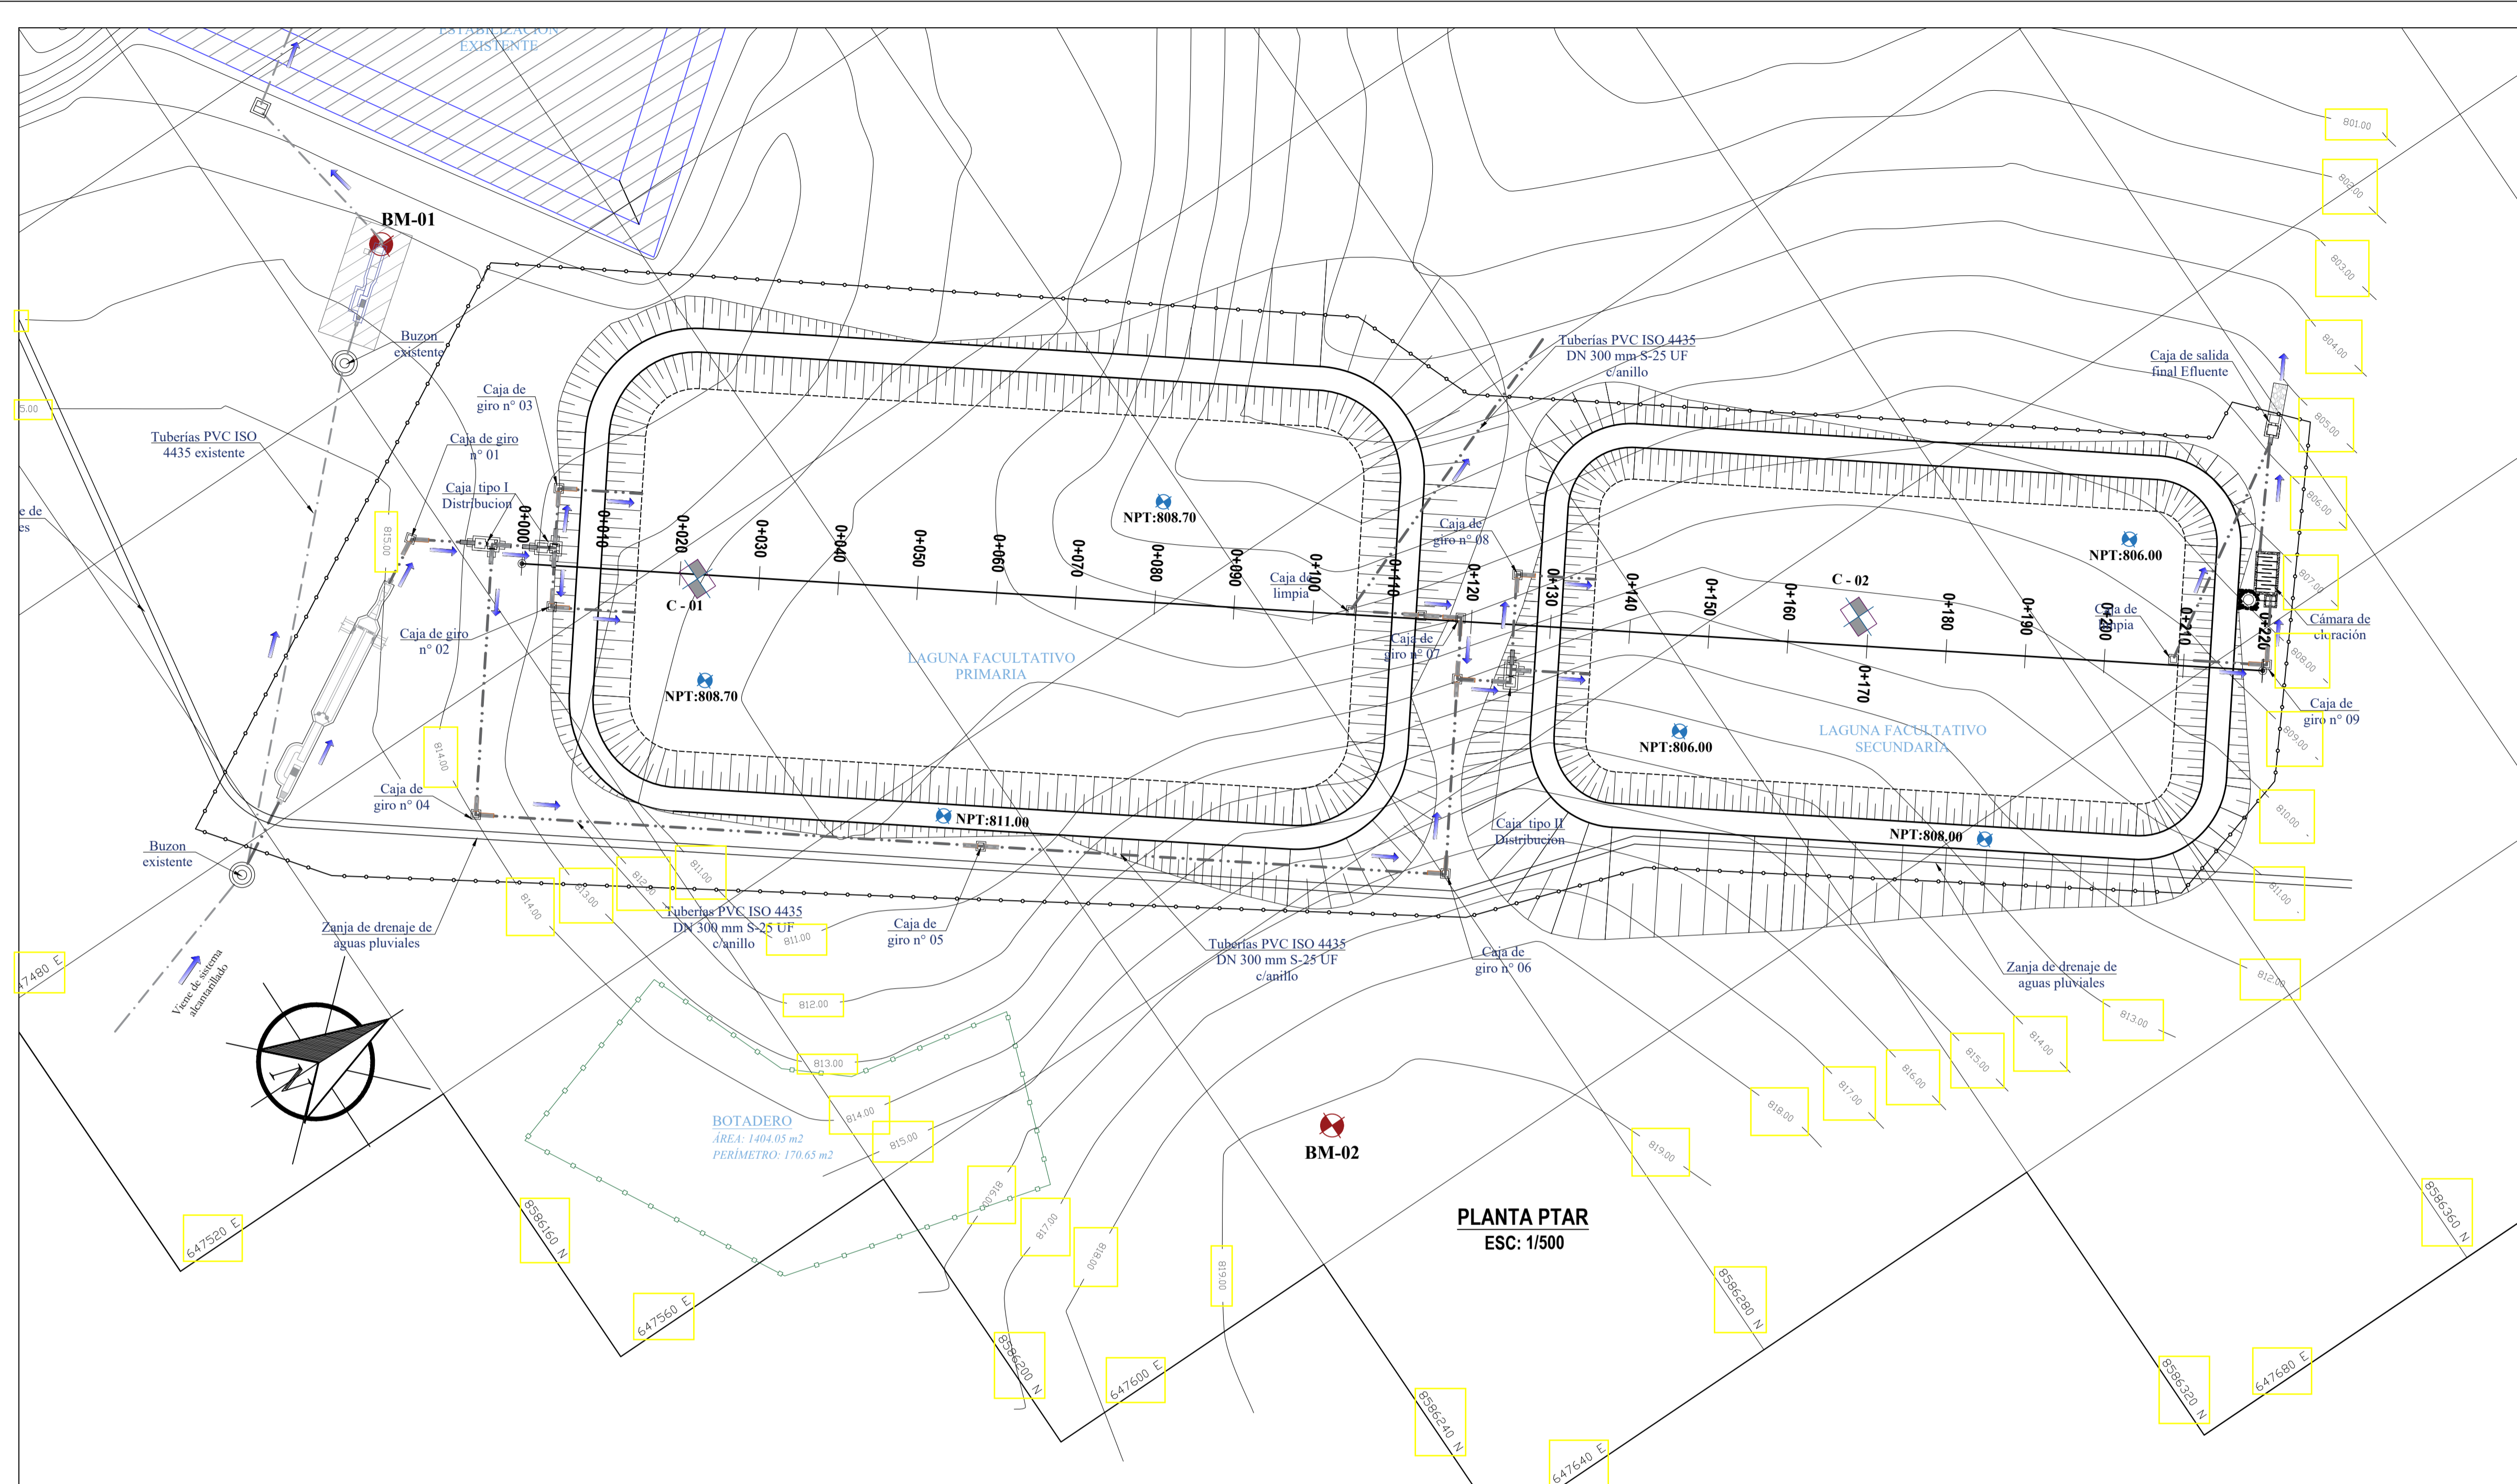 ESTABILIZACION
EXISTENTE
BM-01
Buzon
existente
Caja de
giro n° 03
Caja de giro
n° 01
Caja tipo I
Distribucion
Tuberías PVC ISO
4435 existente
5.00
e de
es
815.00
Caja de giro
n° 02
814.00
Caja de
giro n° 04
Buzon
existente
Zanja de drenaje de
aguas pluviales
Viene de sistema
alcantarillado
N
0+000
0+010
0+020
0+030
0+040
0+050
0+060
0+070
0+080
0+090
0+100
0+110
0+120
0+130
0+140
0+150
0+160
0+170
0+180
0+190
0+200
0+210
0+220
C - 01
NPT:808.70
NPT:808.70
LAGUNA FACULTATIVO
PRIMARIA
NPT:811.00
Caja de
limpia
Caja de
giro n° 07
Caja de
giro n° 08
Tuberías PVC ISO 4435
DN 300 mm S-25 UF
c/anillo
C - 02
NPT:806.00
NPT:806.00
LAGUNA FACULTATIVO
SECUNDARIA
NPT:808.00
Caja tipo II
Distribucion
Caja de salida
final Efluente
Caja de
limpia
Cámara de
cloración
Caja de
giro n° 09
801.00
802.00
803.00
804.00
805.00
806.00
807.00
808.00
809.00
810.00
811.00
812.00
813.00
814.00
815.00
816.00
817.00
818.00
819.00
814.00
813.00
812.00
811.00
Tuberías PVC ISO 4435
DN 300 mm S-25 UF
c/anillo
811.00
812.00
813.00
814.00
815.00
816.00
817.00
818.00
819.00
Caja de
giro n° 05
Tuberías PVC ISO 4435
DN 300 mm S-25 UF
c/anillo
Caja de
giro n° 06
Zanja de drenaje de
aguas pluviales
BOTADERO
ÁREA: 1404.05 m2
PERÍMETRO: 170.65 m2
BM-02
PLANTA PTAR
ESC: 1/500
47480 E
647520 E
8586160 N
647560 E
8586200 N
647600 E
8586240 N
647640 E
8586280 N
8586320 N
647680 E
8586360 N